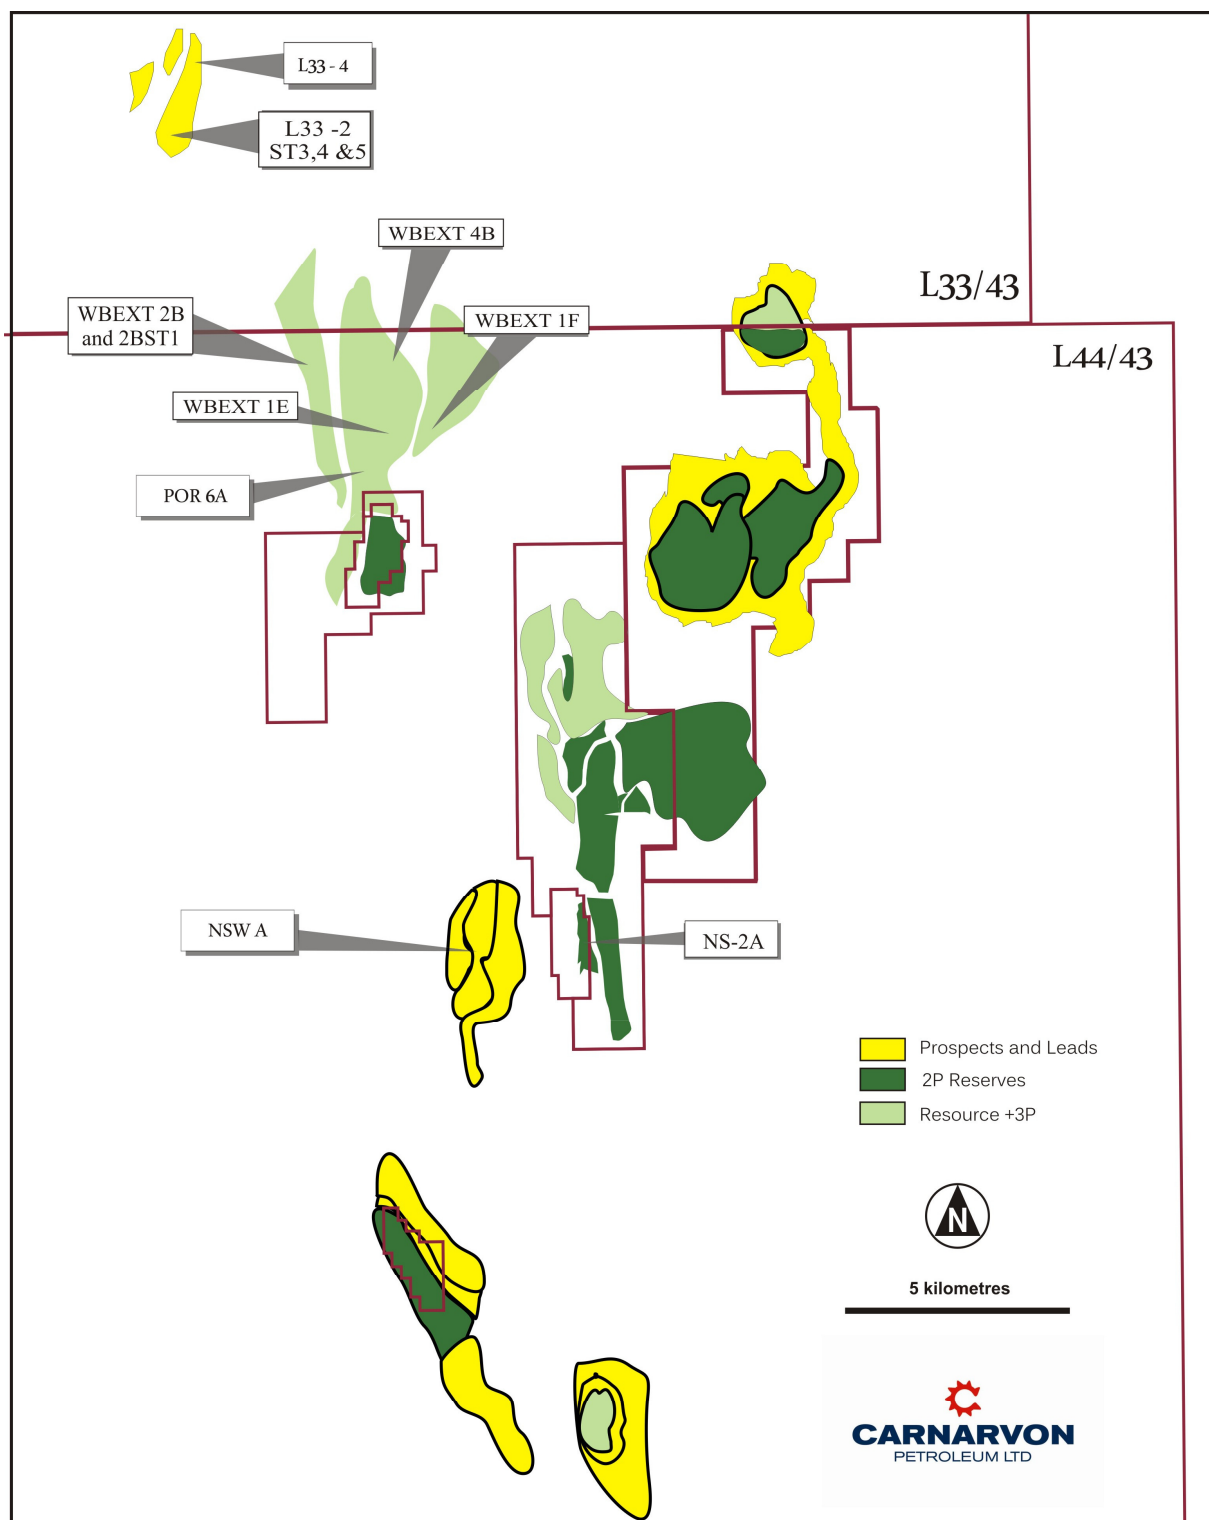 L33 - 4
L33 -2
ST3,4 &5
WBEXT 4B
L33/43
WBEXT 2B
and 2BST1
WBEXT 1F
L44/43
WBEXT 1E
POR 6A
NSW A
NS-2A
Prospects and Leads
2P Reserves
Resource +3P
N
5 kilometres
CARNARVON
PETROLEUM LTD